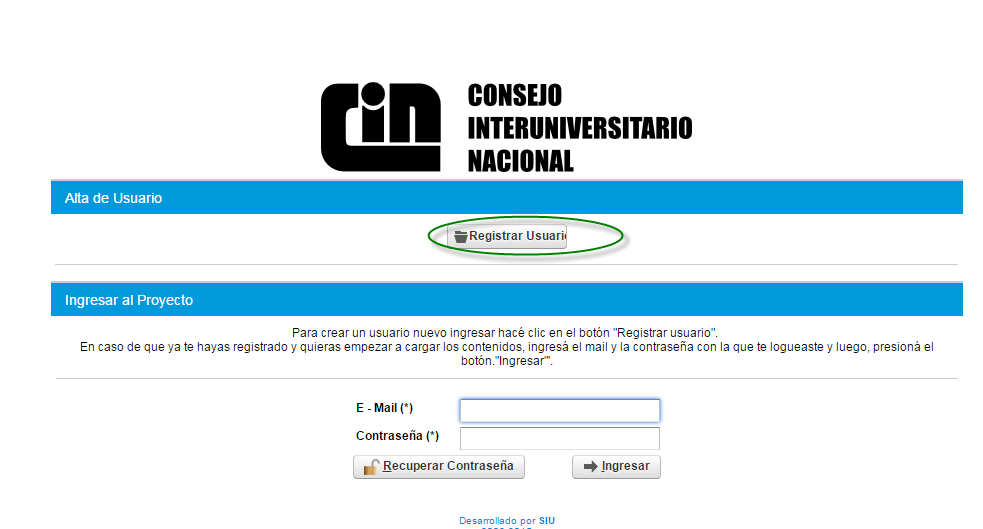 CONSEJO
INTERUNIVERSITARIO
NACIONAL
Alta de Usuario
Registrar Usuari
Ingresar al Proyecto
Para crear un usuario nuevo ingresar hacé clic en el botón "Registrar usuario".
En caso de que ya te hayas registrado y quieras empezar a cargar los contenidos, ingresá el mail y la contraseña con la que te logueaste y luego, presioná el
botón."Ingresar'".
E - Mail (*)
Contraseña (*)
Recuperar Contraseña
Ingresar
Desarrollado por SIU